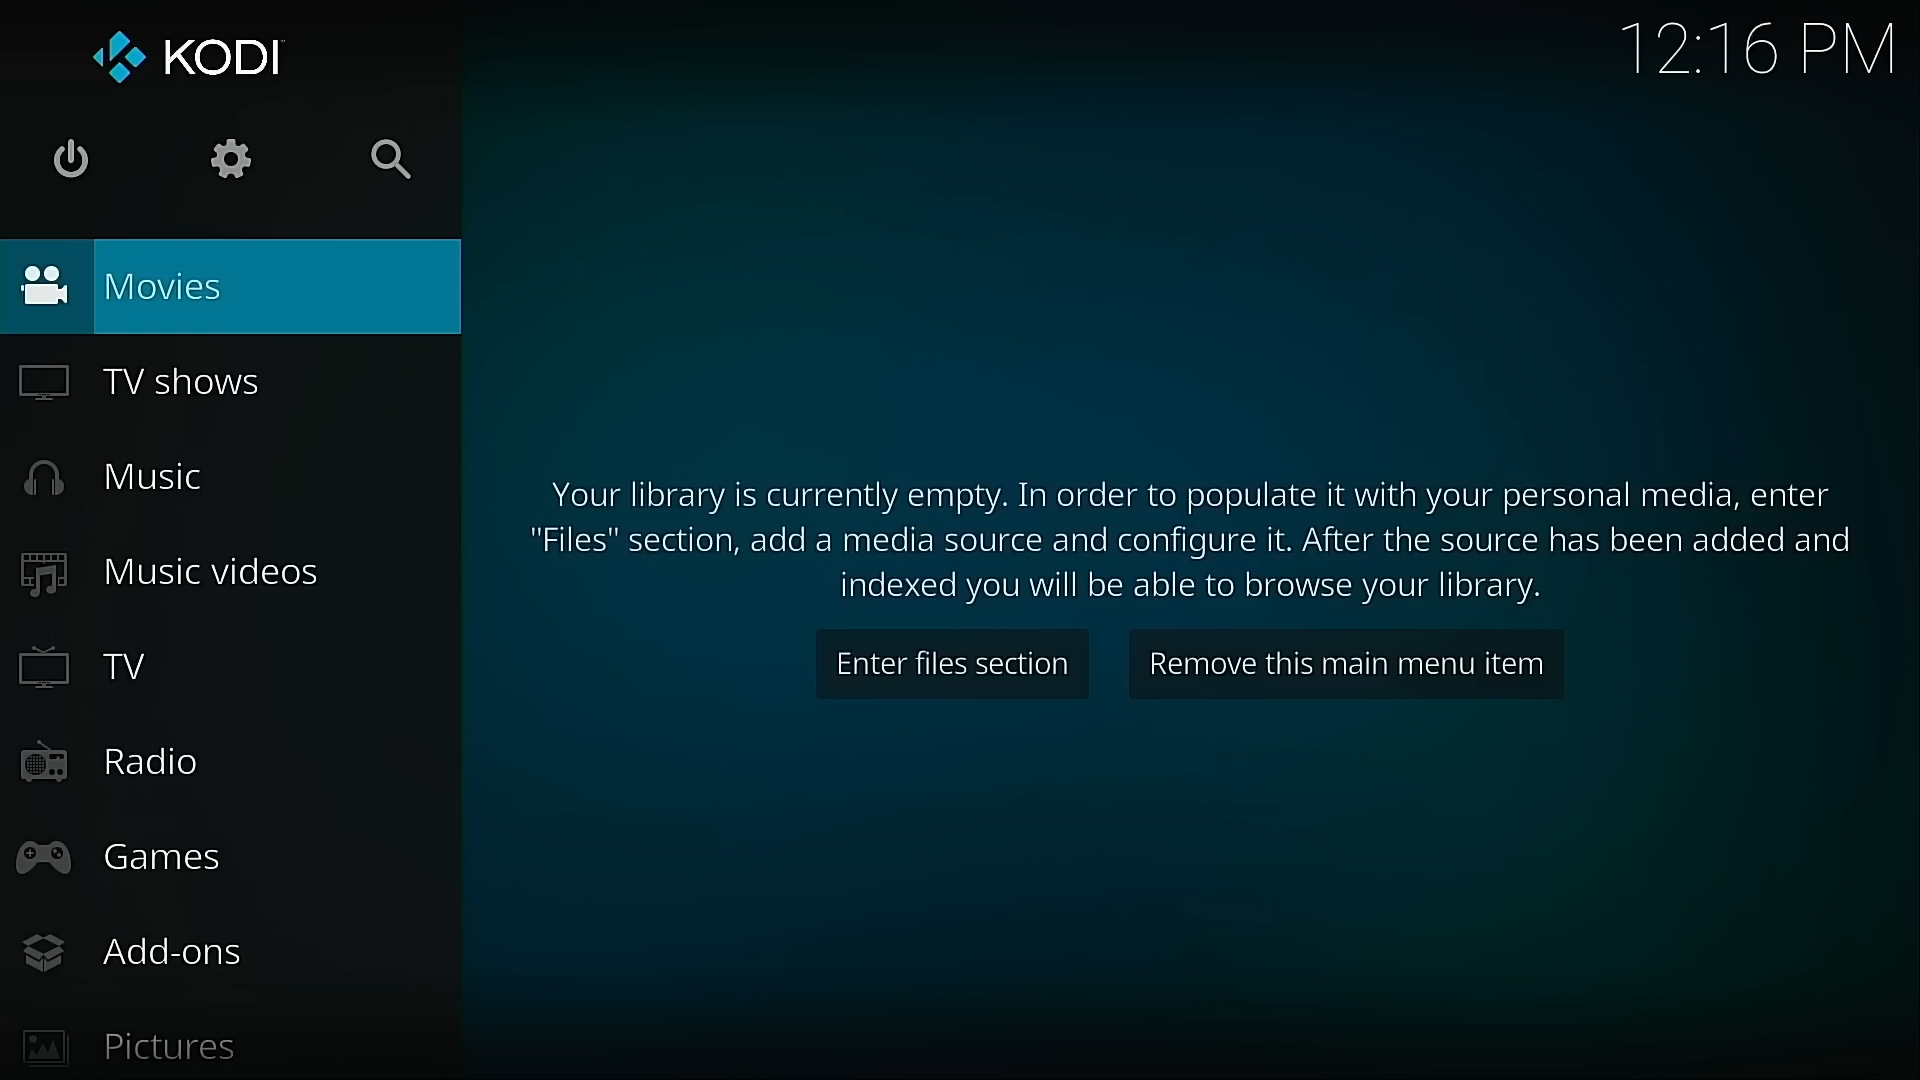 KODI
12:16 PM
Movies
TV shows
Music
Music videos
TV
Radio
Games
Add-ons
Pictures
Your library is currently empty. In order to populate it with your personal media, enter
"Files" section, add a media source and configure it. After the source has been added and
indexed you will be able to browse your library.
Enter files section
Remove this main menu item